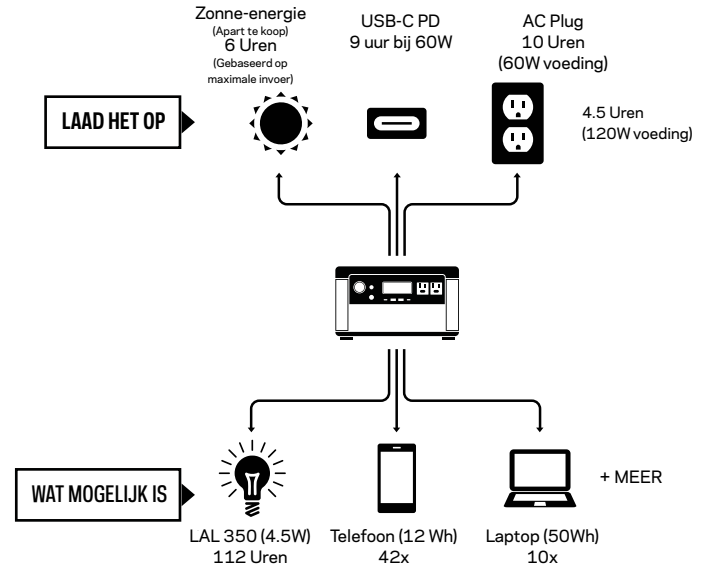 Zonne-energie
(Apart te koop)
6 Uren
(Gebaseerd op
maximale invoer)
USB-C PD
9 uur bij 60W
AC Plug
10 Uren
(60W voeding)
LAAD HET OP
4.5 Uren
(120W voeding)
WAT MOGELIJK IS
+ MEER
LAL 350 (4.5W)
112 Uren
Telefoon (12 Wh)
42x
Laptop (50Wh)
10x